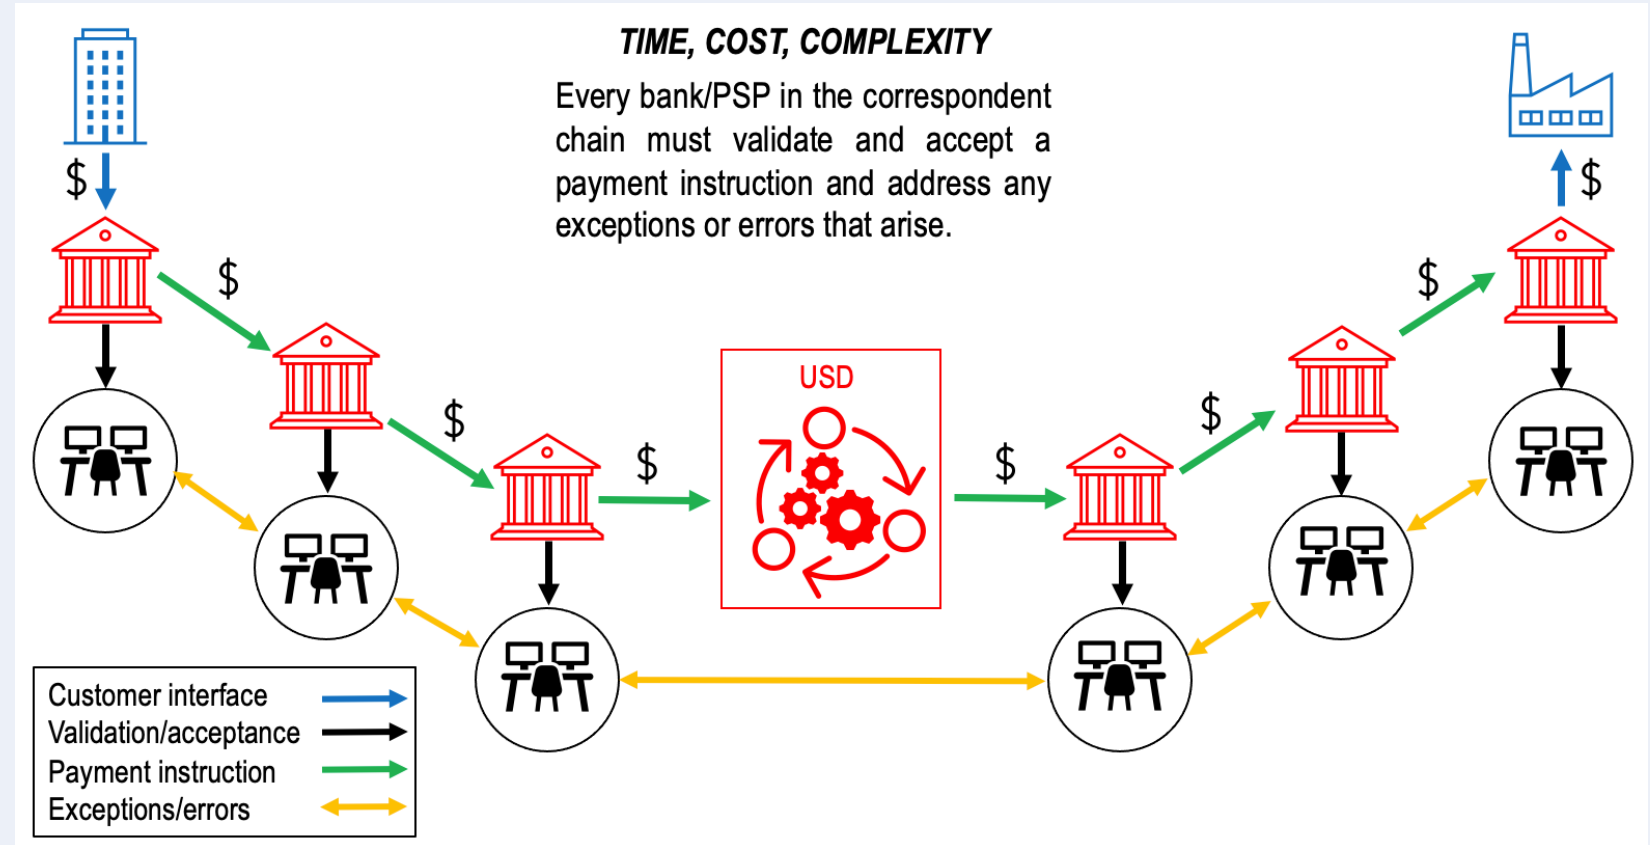 TIME, COST, COMPLEXITY
Every bank/PSP in the correspondent
chain must validate and accept a
payment instruction and address any
exceptions or errors that arise.
$
$
$
$
$
$
$
$
USD
Customer interface
Validation/acceptance
Payment instruction
Exceptions/errors